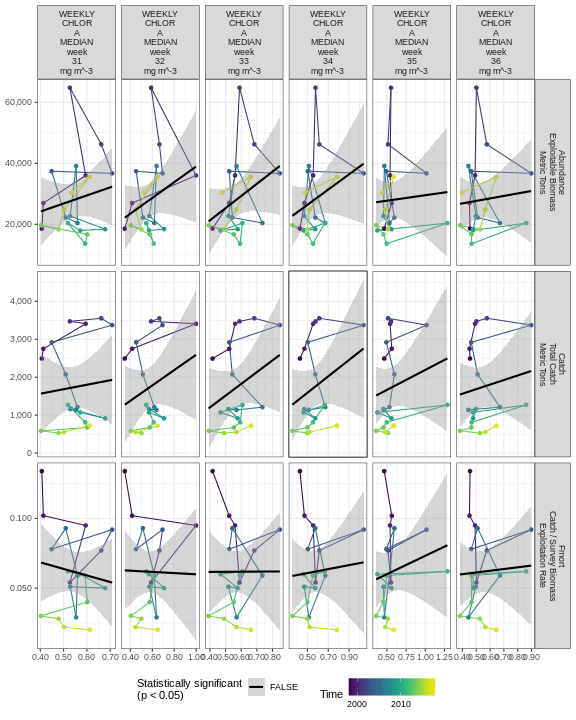 WEEKLY CHLOR A MEDIAN week 31 mg m^-3
WEEKLY CHLOR A MEDIAN week 32 mg m^-3
WEEKLY CHLOR A MEDIAN week 33 mg m^-3
WEEKLY CHLOR A MEDIAN week 34 mg m^-3
WEEKLY CHLOR A MEDIAN week 35 mg m^-3
WEEKLY CHLOR A MEDIAN week 36 mg m^-3
60,000
40,000
20,000
Abundance
Exploitable Biomass
Metric Tons
4,000
3,000
2,000
1,000
0
Catch
Total Catch
Metric Tons
0.100
0.050
Fmort
Catch / Survey Biomass
Exploitation Rate
0.40 0.50 0.60 0.70
0.40 0.60 0.80 1.00
0.40 0.50 0.60 0.70 0.80
0.50 0.70 0.90
0.50 0.75 1.00 1.25
0.40 0.50 0.60 0.70 0.80 0.90
Statistically significant
(p < 0.05)
FALSE
Time
2000 2010